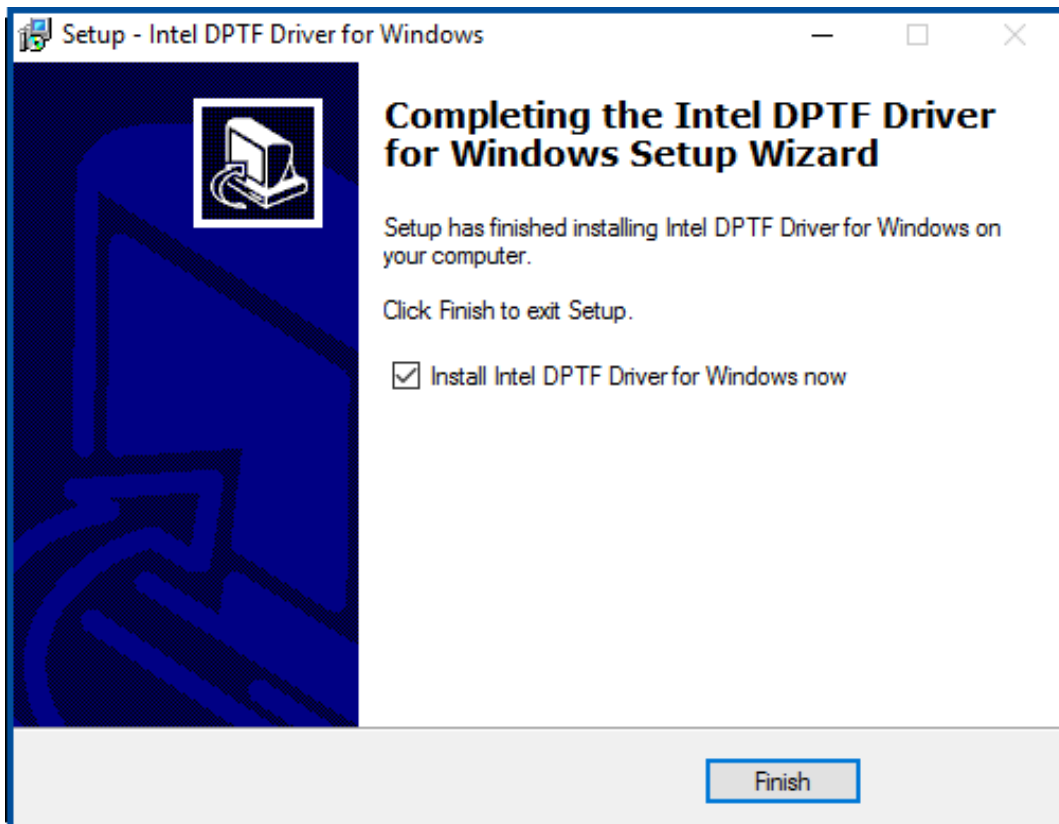 Setup - Intel DPTF Driver for Windows
Completing the Intel DPTF Driver
for Windows Setup Wizard
Setup has finished installing Intel DPTF Driver for Windows on
your computer.
Click Finish to exit Setup.
Install Intel DPTF Driver for Windows now
Finish